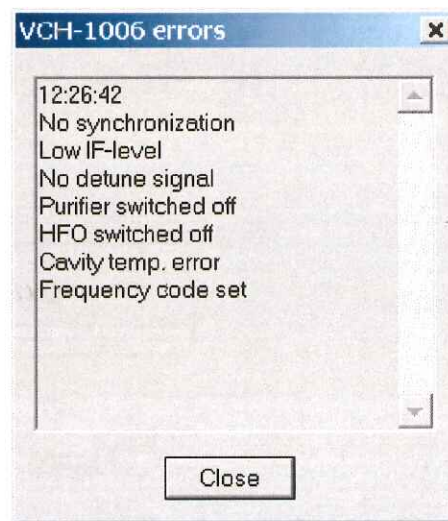 VCH-1006 errors
12:26:42
No synchronization
Low IF-level
No detune signal
Purifier switched off
HFO switched off
Cavity temp. error
Frequency code set
Close